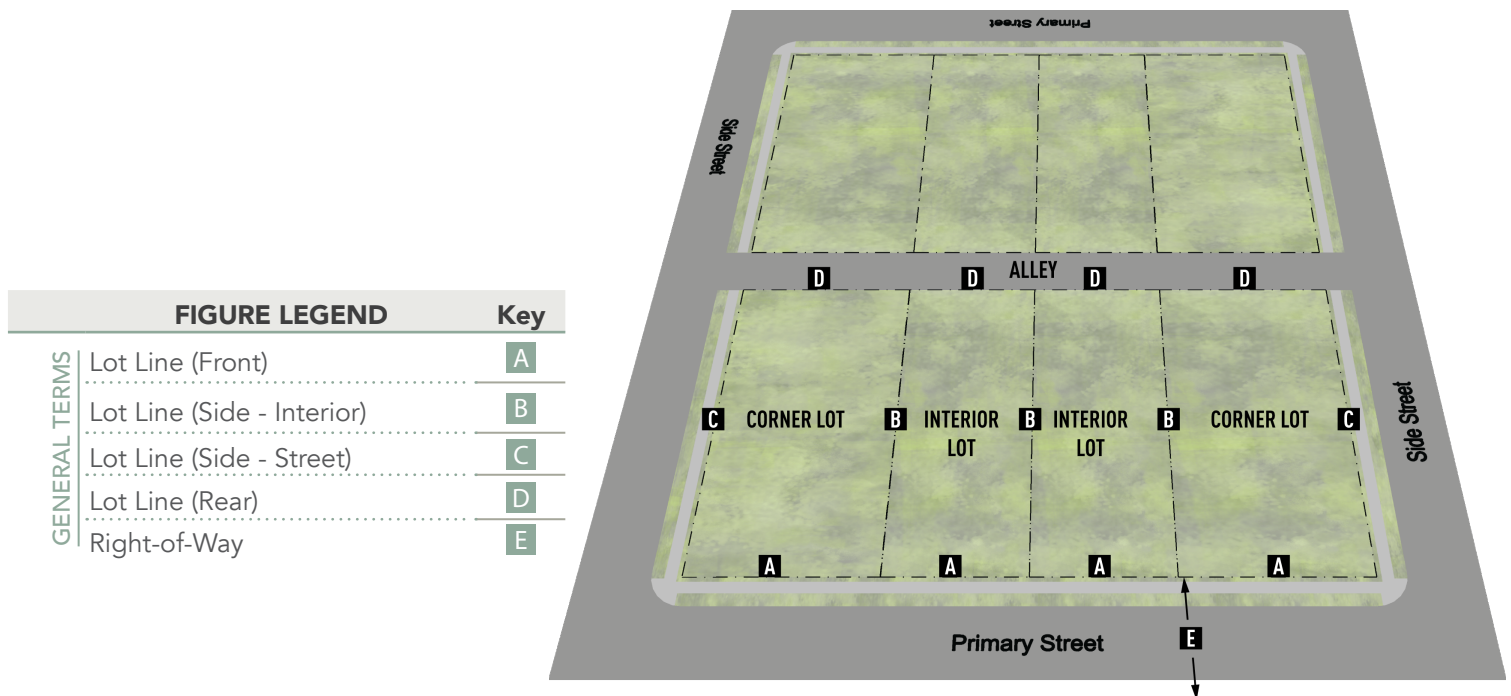 FIGURE LEGEND Key
GENERAL TERMS
Lot Line (Front) A
Lot Line (Side - Interior) B
Lot Line (Side - Street) C
Lot Line (Rear) D
Right-of-Way E
Primary Street
Side Street
ALLEY
D D D D
C CORNER LOT B INTERIOR LOT B INTERIOR LOT B CORNER LOT C
Side Street
A A A A
Primary Street E